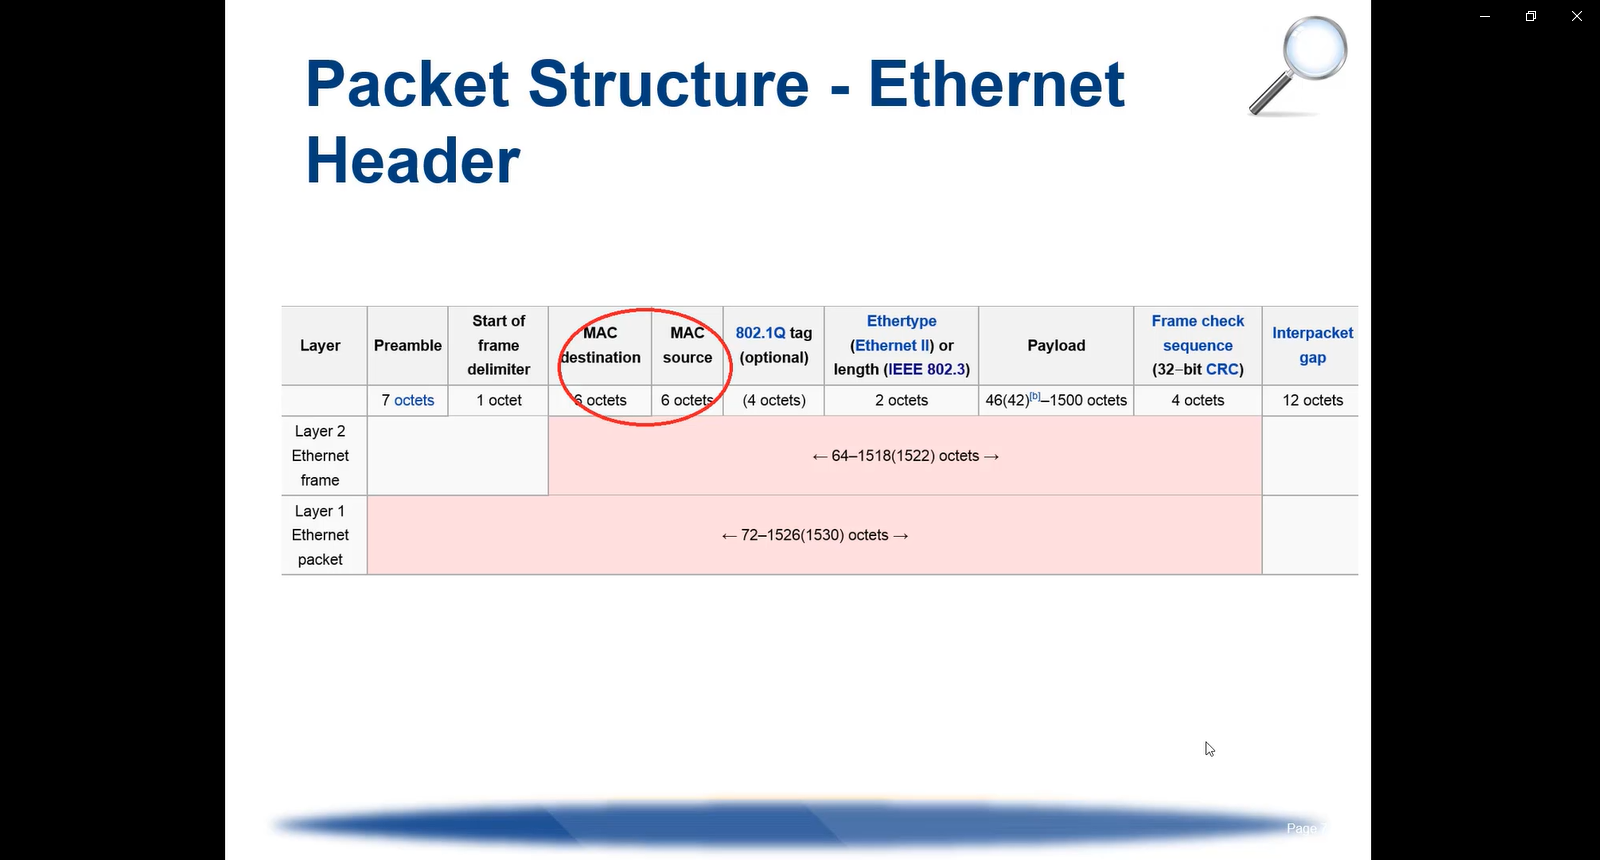 Packet Structure - Ethernet
Header
Layer
Preamble
Start of
frame
delimiter
MAC
destination
MAC
source
802.1Q tag
(optional)
Ethertype
(Ethernet II) or
length (IEEE 802.3)
Payload
Frame check
sequence
(32–bit CRC)
Interpacket
gap
7 octets
1 octet
6 octets
6 octets
(4 octets)
2 octets
46(42)[b]–1500 octets
4 octets
12 octets
Layer 2
Ethernet
frame
← 64–1518(1522) octets →
Layer 1
Ethernet
packet
← 72–1526(1530) octets →
Page